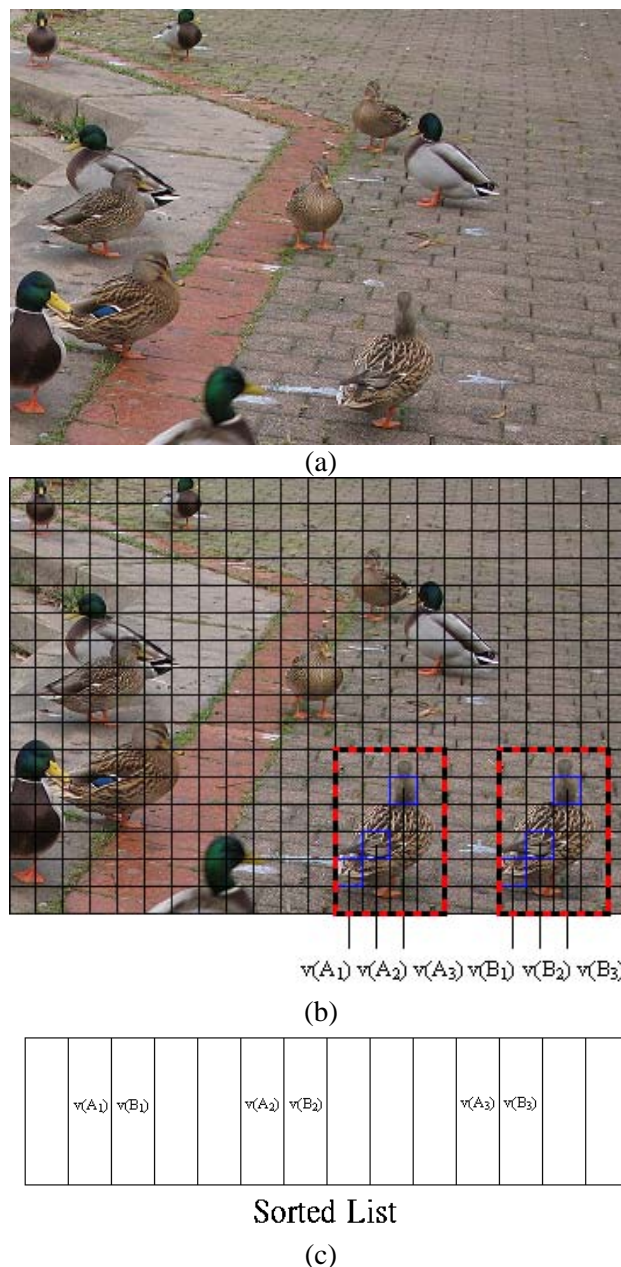 (a)
v(A₁) v(A₂) v(A₃) v(B₁) v(B₂) v(B₃)
(b)
v(A₁) v(B₁) v(A₂) v(B₂) v(A₃) v(B₃)
Sorted List
(c)